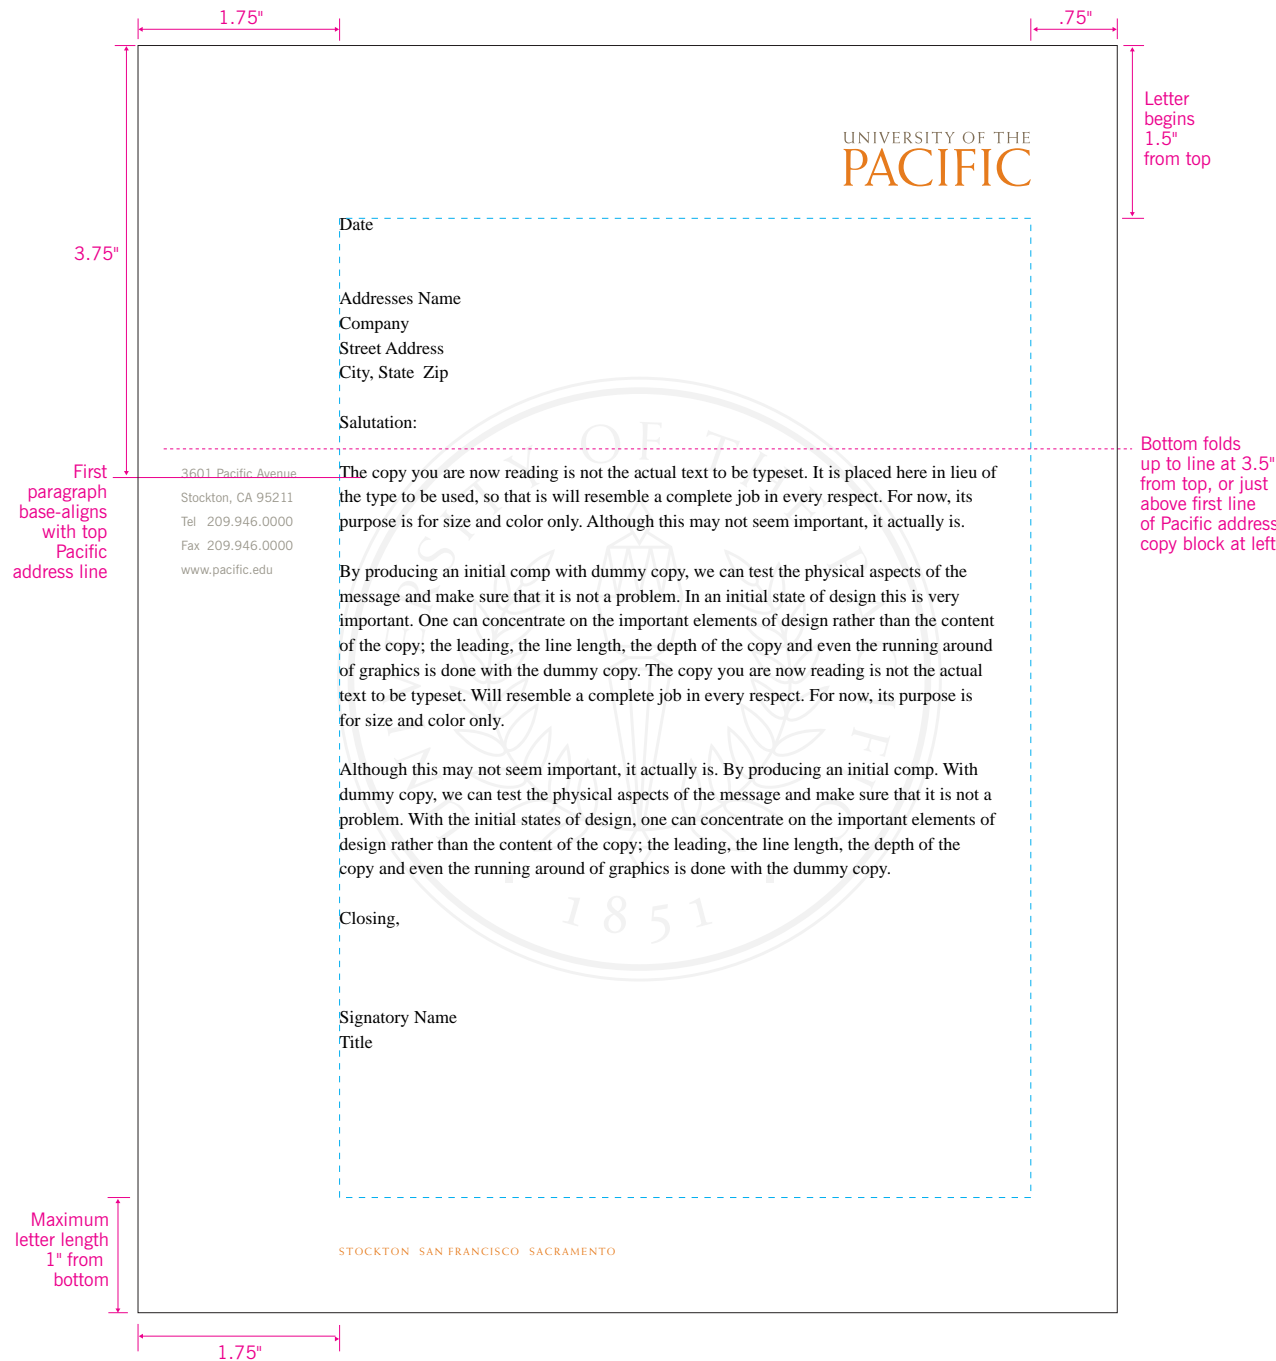 1.75"
.75"
Letter
begins
1.5"
from top
UNIVERSITY OF THE
PACIFIC
3.75"
Date
Addresses Name
Company
Street Address
City, State  Zip
Salutation:
Bottom folds
up to line at 3.5"
from top, or just
above first line
of Pacific address
copy block at left
First
paragraph
base-aligns
with top
Pacific
address line
3601 Pacific Avenue
Stockton, CA 95211
Tel  209.946.0000
Fax  209.946.0000
www.pacific.edu
The copy you are now reading is not the actual text to be typeset. It is placed here in lieu of
the type to be used, so that is will resemble a complete job in every respect. For now, its
purpose is for size and color only. Although this may not seem important, it actually is.
By producing an initial comp with dummy copy, we can test the physical aspects of the
message and make sure that it is not a problem. In an initial state of design this is very
important. One can concentrate on the important elements of design rather than the content
of the copy; the leading, the line length, the depth of the copy and even the running around
of graphics is done with the dummy copy. The copy you are now reading is not the actual
text to be typeset. Will resemble a complete job in every respect. For now, its purpose is
for size and color only.
Although this may not seem important, it actually is. By producing an initial comp. With
dummy copy, we can test the physical aspects of the message and make sure that it is not a
problem. With the initial states of design, one can concentrate on the important elements of
design rather than the content of the copy; the leading, the line length, the depth of the
copy and even the running around of graphics is done with the dummy copy.
Closing,
Signatory Name
Title
UNIVERSITY OF THE PACIFIC
1851
Maximum
letter length
1" from
bottom
STOCKTON  SAN FRANCISCO  SACRAMENTO
1.75"